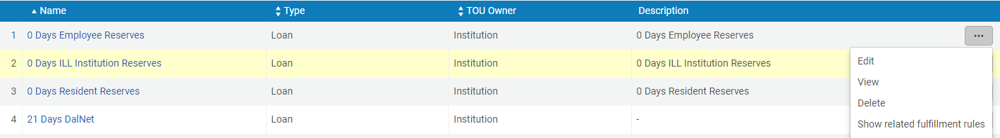 Name Type TOU Owner Description
1 0 Days Employee Reserves Loan Institution 0 Days Employee Reserves ...
2 0 Days ILL Institution Reserves Loan Institution 0 Days ILL Institution Reserves
Edit
View
3 0 Days Resident Reserves Loan Institution 0 Days Resident Reserves
Delete
4 21 Days DalNet Loan Institution -
Show related fulfillment rules